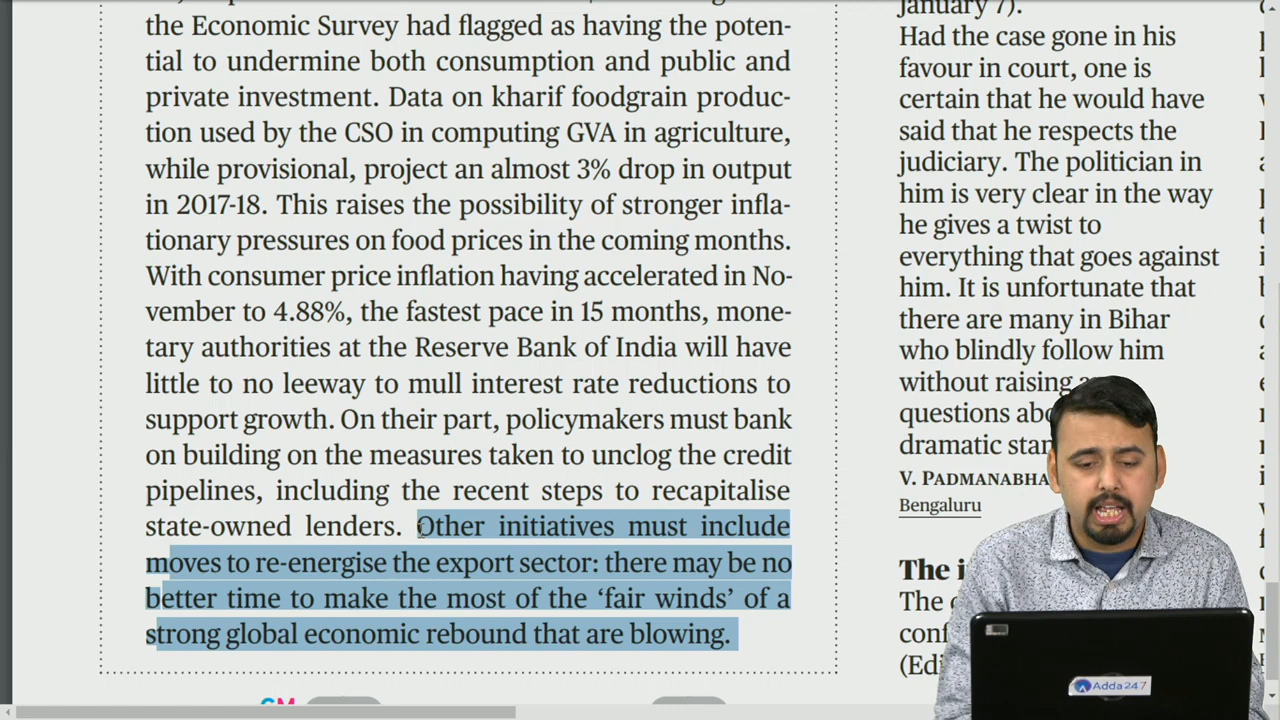 the Economic Survey had flagged as having the poten-
tial to undermine both consumption and public and
private investment. Data on kharif foodgrain produc-
tion used by the CSO in computing GVA in agriculture,
while provisional, project an almost 3% drop in output
in 2017-18. This raises the possibility of stronger infla-
tionary pressures on food prices in the coming months.
With consumer price inflation having accelerated in No-
vember to 4.88%, the fastest pace in 15 months, mone-
tary authorities at the Reserve Bank of India will have
little to no leeway to mull interest rate reductions to
support growth. On their part, policymakers must bank
on building on the measures taken to unclog the credit
pipelines, including the recent steps to recapitalise
state-owned lenders. Other initiatives must include
moves to re-energise the export sector: there may be no
better time to make the most of the ‘fair winds’ of a
strong global economic rebound that are blowing.
January 7).
Had the case gone in his
favour in court, one is
certain that he would have
said that he respects the
judiciary. The politician in
him is very clear in the way
he gives a twist to
everything that goes against
him. It is unfortunate that
there are many in Bihar
who blindly follow him
without raising
questions
dramatic
V. PADMANABHA
Bengaluru
The
The
(Edi
Adda247